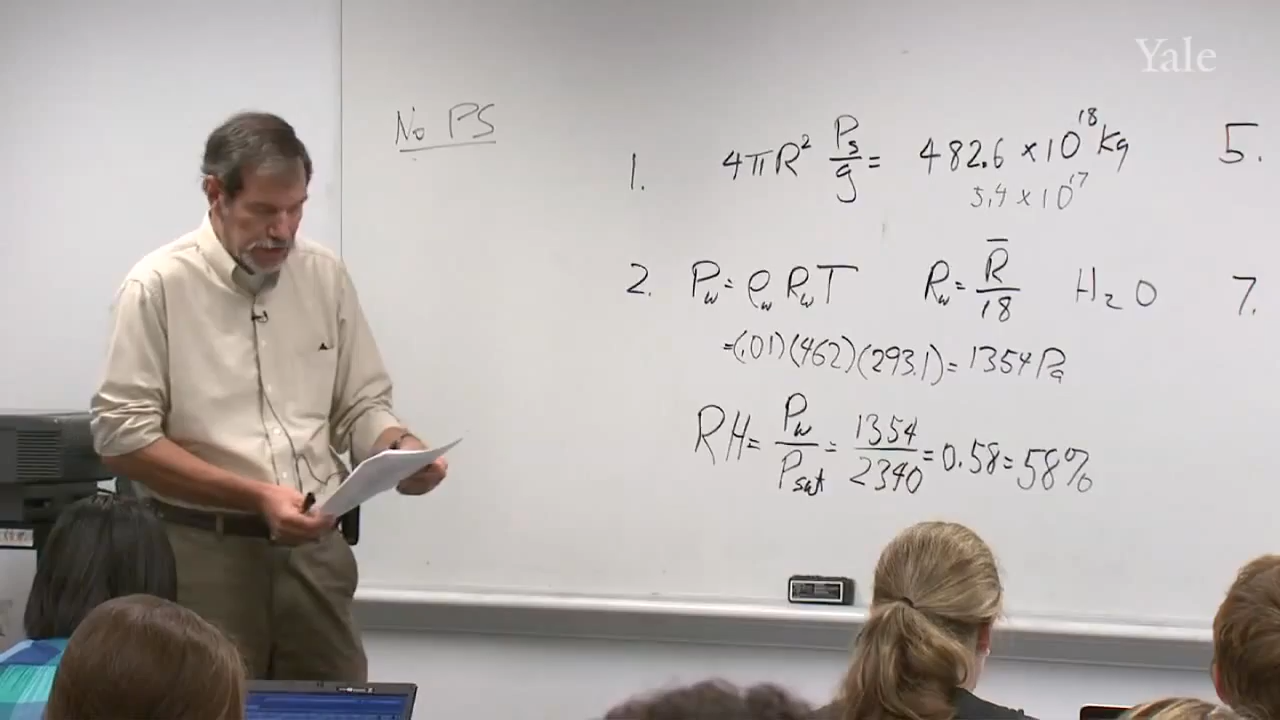 Yale
No PS
1. 4πR² Ps/g = 482.6 × 10¹⁸ kg
5.4 × 10¹⁷
2. Pw = ρw Rw T Rw = R̅/18 H₂O
=(.01)(462)(293.1)=1354 Pa
RH = Pw/Psat = 1354/2340 = 0.58 = 58%
5.
7.